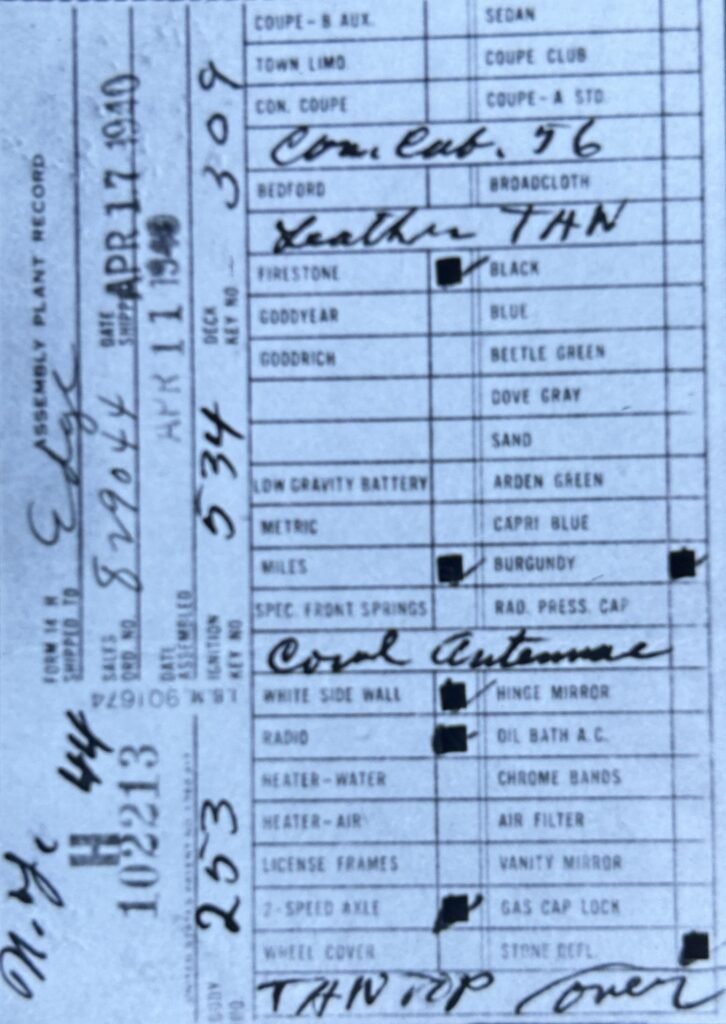 COUPE-B AUX. SEDAN
TOWN LIMO COUPE CLUB
CON. COUPE COUPE-A STD.
Con. Cab. 56
BEDFORD BROADCLOTH
Leather TAN
FIRESTONE BLACK
GOODYEAR BLUE
GOODRICH BEETLE GREEN
DOVE GRAY
SAND
LOW GRAVITY BATTERY ARDEN GREEN
METRIC CAPRI BLUE
MILES BURGUNDY
SPEC. FRONT SPRINGS RAD. PRESS. CAP
Cowl Antennae
WHITE SIDE WALL HINGE MIRROR
RADIO OIL BATH A.C.
HEATER-WATER CHROME BANDS
HEATER-AIR AIR FILTER
LICENSE FRAMES VANITY MIRROR
2-SPEED AXLE GAS CAP LOCK
WHEEL COVER STONE DEFL.
TAN TOP Cover
ASSEMBLY PLANT RECORD
FORM 14 H
SHIPPED TO Edge
SALES ORD. NO. 829044 DATE SHIPPED APR 17 1940
DATE ASSEMBLED APR 11 1940
BODY NO. 253 IGNITION KEY NO. 534 DECK KEY NO. 309
I.B.M. 901674
N.Y. 44
H
102213